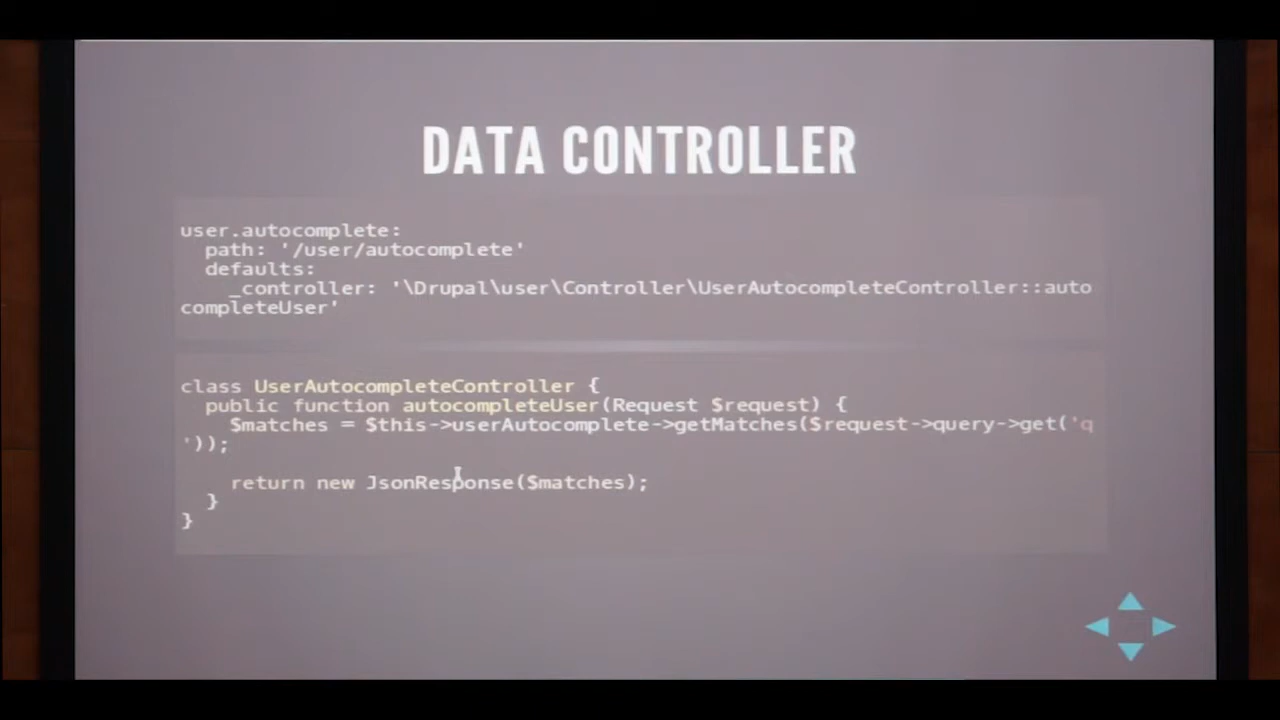 DATA CONTROLLER
user.autocomplete:
  path: '/user/autocomplete'
  defaults:
    _controller: '\Drupal\user\Controller\UserAutocompleteController::auto
completeUser'
class UserAutocompleteController {
  public function autocompleteUser(Request $request) {
    $matches = $this->userAutocomplete->getMatches($request->query->get('q
'));
    return new JsonResponse($matches);
  }
}